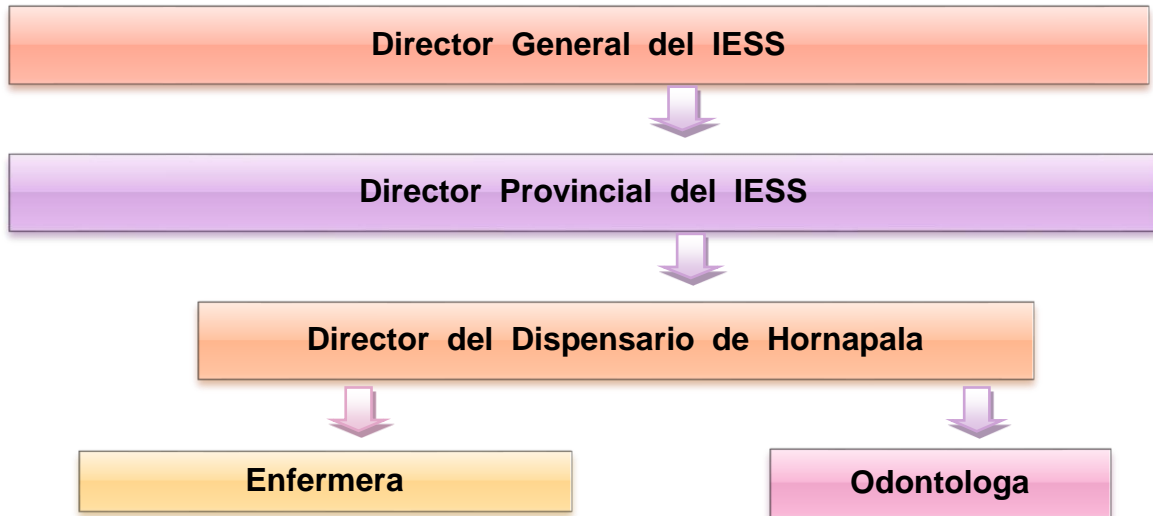 Director General del IESS
Director Provincial del IESS
Director del Dispensario de Hornapala
Enfermera
Odontologa